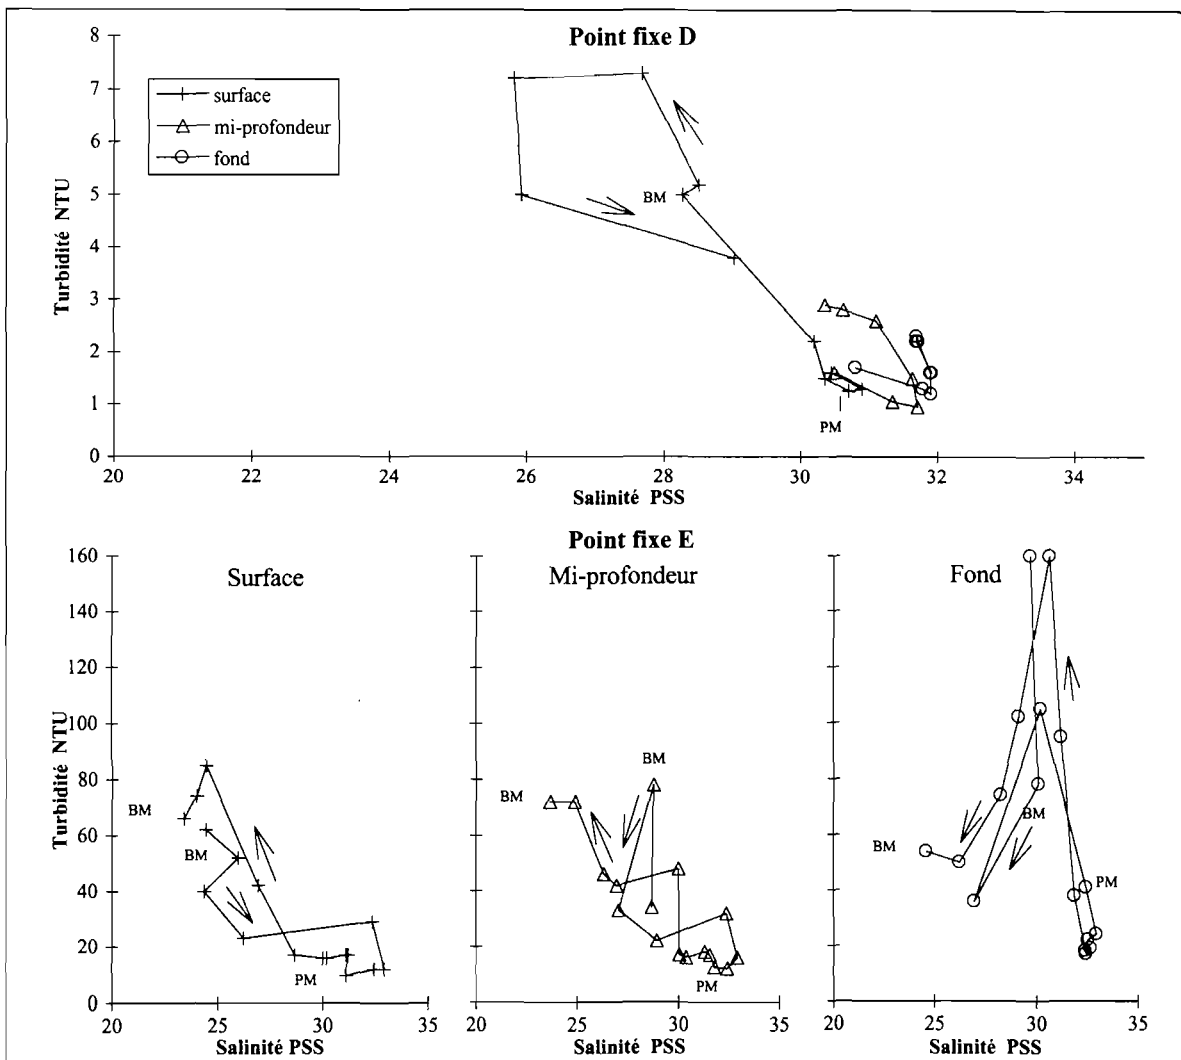 Point fixe D
8
7
6
5
4
3
2
1
0
Turbidité NTU
surface
mi-profondeur
fond
BM
PM
20 22 24 26 28 30 32 34
Salinité PSS
Point fixe E
160
140
120
100
80
60
40
20
0
Turbidité NTU
Surface
BM
BM
PM
20 25 30 35
Salinité PSS
Mi-profondeur
BM
BM
PM
20 25 30 35
Salinité PSS
Fond
BM
BM
PM
20 25 30 35
Salinité PSS